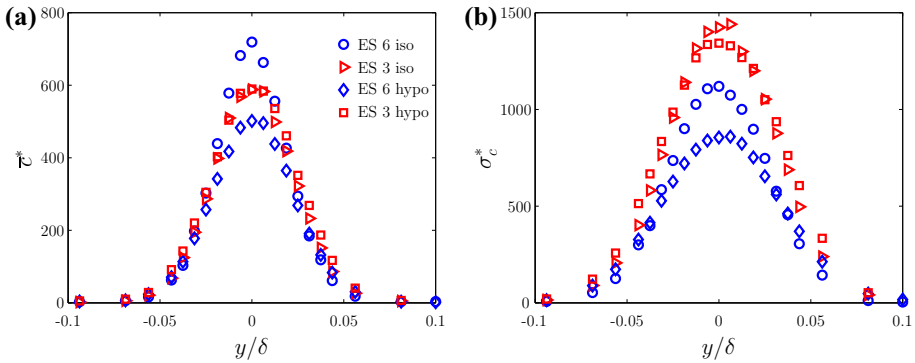 (a)
800
600
400
200
0
c̅*
-0.1
-0.05
0
0.05
0.1
y/δ
ES 6 iso
ES 3 iso
ES 6 hypo
ES 3 hypo
(b)
1500
1000
500
0
σ*c
-0.1
-0.05
0
0.05
0.1
y/δ